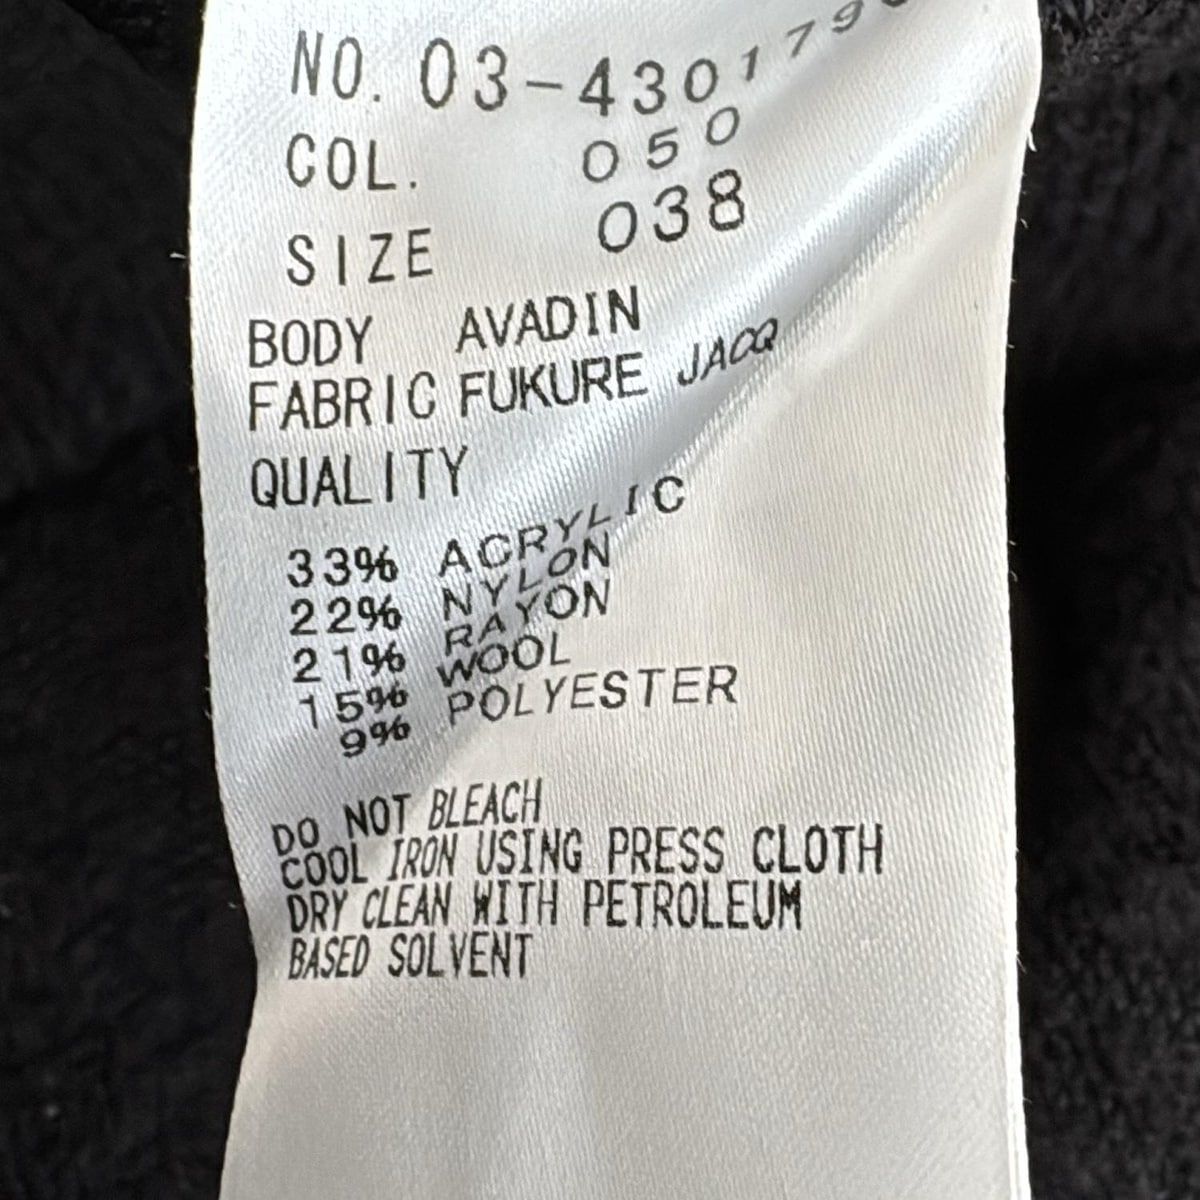 NO. 03-430179
COL. 050
SIZE 038
BODY AVADIN
FABRIC FUKURE JACQ
QUALITY
33% ACRYLIC
22% NYLON
21% RAYON
15% WOOL
9% POLYESTER
DO NOT BLEACH
COOL IRON USING PRESS CLOTH
DRY CLEAN WITH PETROLEUM
BASED SOLVENT